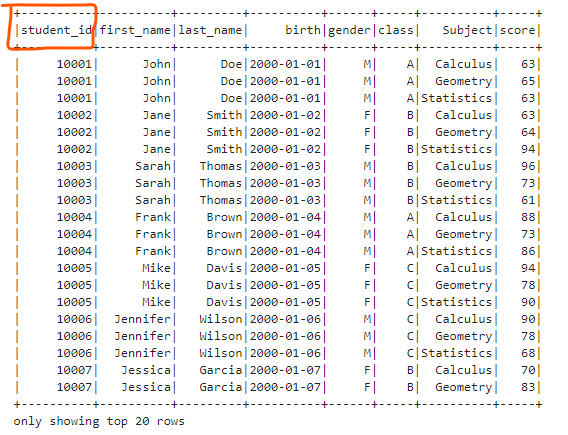 +----------+----------+---------+----------+------+-----+----------+-----+
|student_id|first_name|last_name|     birth|gender|class|   Subject|score|
+----------+----------+---------+----------+------+-----+----------+-----+
|     10001|      John|      Doe|2000-01-01|     M|    A|  Calculus|   63|
|     10001|      John|      Doe|2000-01-01|     M|    A|  Geometry|   65|
|     10001|      John|      Doe|2000-01-01|     M|    A|Statistics|   63|
|     10002|      Jane|    Smith|2000-01-02|     F|    B|  Calculus|   63|
|     10002|      Jane|    Smith|2000-01-02|     F|    B|  Geometry|   64|
|     10002|      Jane|    Smith|2000-01-02|     F|    B|Statistics|   94|
|     10003|     Sarah|   Thomas|2000-01-03|     M|    B|  Calculus|   96|
|     10003|     Sarah|   Thomas|2000-01-03|     M|    B|  Geometry|   73|
|     10003|     Sarah|   Thomas|2000-01-03|     M|    B|Statistics|   61|
|     10004|     Frank|    Brown|2000-01-04|     M|    A|  Calculus|   88|
|     10004|     Frank|    Brown|2000-01-04|     M|    A|  Geometry|   73|
|     10004|     Frank|    Brown|2000-01-04|     M|    A|Statistics|   86|
|     10005|      Mike|    Davis|2000-01-05|     F|    C|  Calculus|   94|
|     10005|      Mike|    Davis|2000-01-05|     F|    C|  Geometry|   78|
|     10005|      Mike|    Davis|2000-01-05|     F|    C|Statistics|   90|
|     10006|  Jennifer|   Wilson|2000-01-06|     M|    C|  Calculus|   90|
|     10006|  Jennifer|   Wilson|2000-01-06|     M|    C|  Geometry|   78|
|     10006|  Jennifer|   Wilson|2000-01-06|     M|    C|Statistics|   68|
|     10007|   Jessica|   Garcia|2000-01-07|     F|    B|  Calculus|   70|
|     10007|   Jessica|   Garcia|2000-01-07|     F|    B|  Geometry|   83|
+----------+----------+---------+----------+------+-----+----------+-----+
only showing top 20 rows